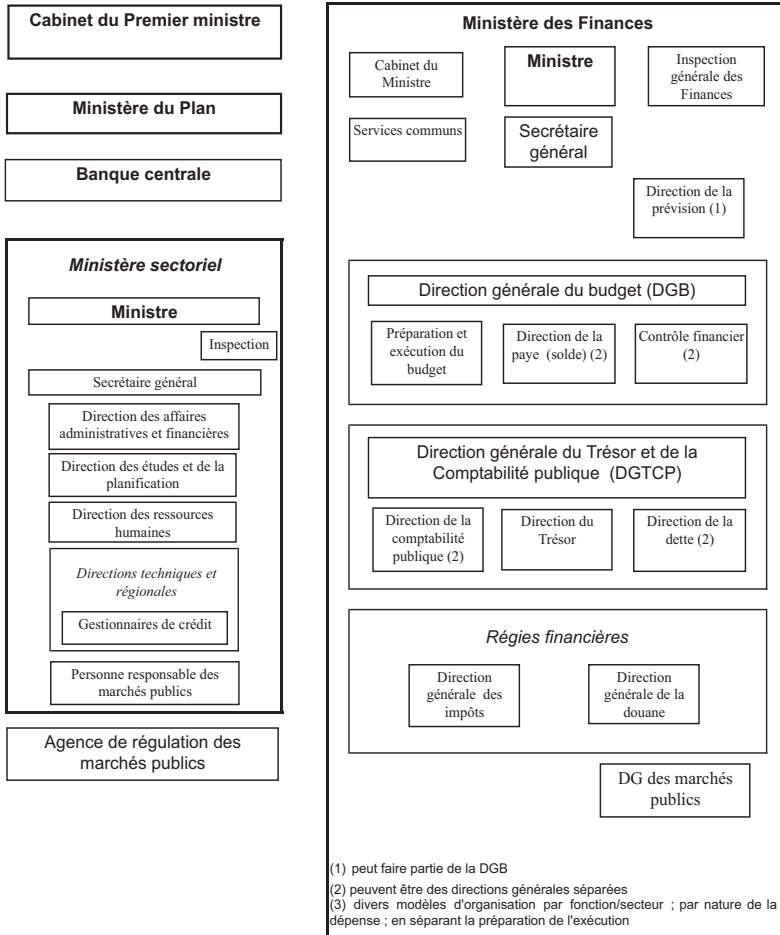 Cabinet du Premier ministre
Ministère du Plan
Banque centrale
Ministère sectoriel
Ministre
Inspection
Secrétaire général
Direction des affaires
administratives et financières
Direction des études et de la
planification
Direction des ressources
humaines
Directions techniques et
régionales
Gestionnaires de crédit
Personne responsable des
marchés publics
Agence de régulation des
marchés publics
Ministère des Finances
Cabinet du
Ministre
Ministre
Inspection
générale des
Finances
Services communs
Secrétaire
général
Direction de la
prévision (1)
Direction générale du budget (DGB)
Préparation et
exécution du
budget
Direction de la
paye (solde) (2)
Contrôle financier
(2)
Direction générale du Trésor et de la
Comptabilité publique (DGTCP)
Direction de la
comptabilité
publique (2)
Direction du
Trésor
Direction de la
dette (2)
Régies financières
Direction
générale des
impôts
Direction
générale de la
douane
DG des marchés
publics
(1) peut faire partie de la DGB
(2) peuvent être des directions générales séparées
(3) divers modèles d'organisation par fonction/secteur ; par nature de la
dépense ; en séparant la préparation de l'exécution